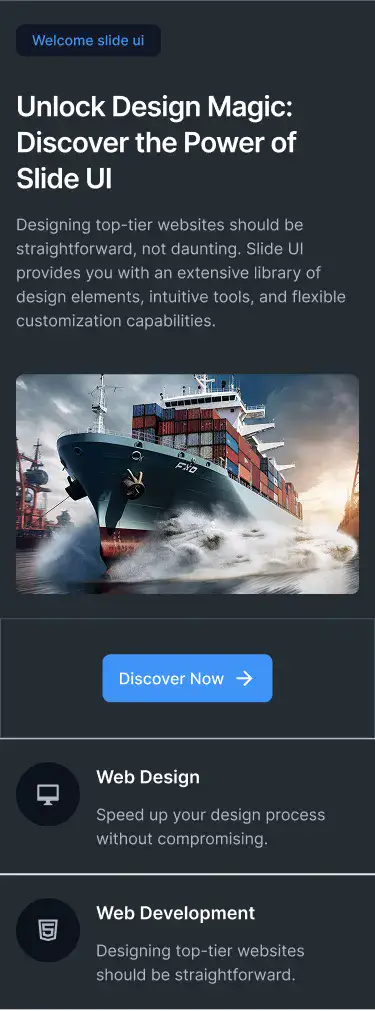 Welcome slide ui
Unlock Design Magic:
Discover the Power of
Slide UI
Designing top-tier websites should be
straightforward, not daunting. Slide UI
provides you with an extensive library of
design elements, intuitive tools, and flexible
customization capabilities.
FXD
Discover Now
Web Design
Speed up your design process
without compromising.
Web Development
Designing top-tier websites
should be straightforward.